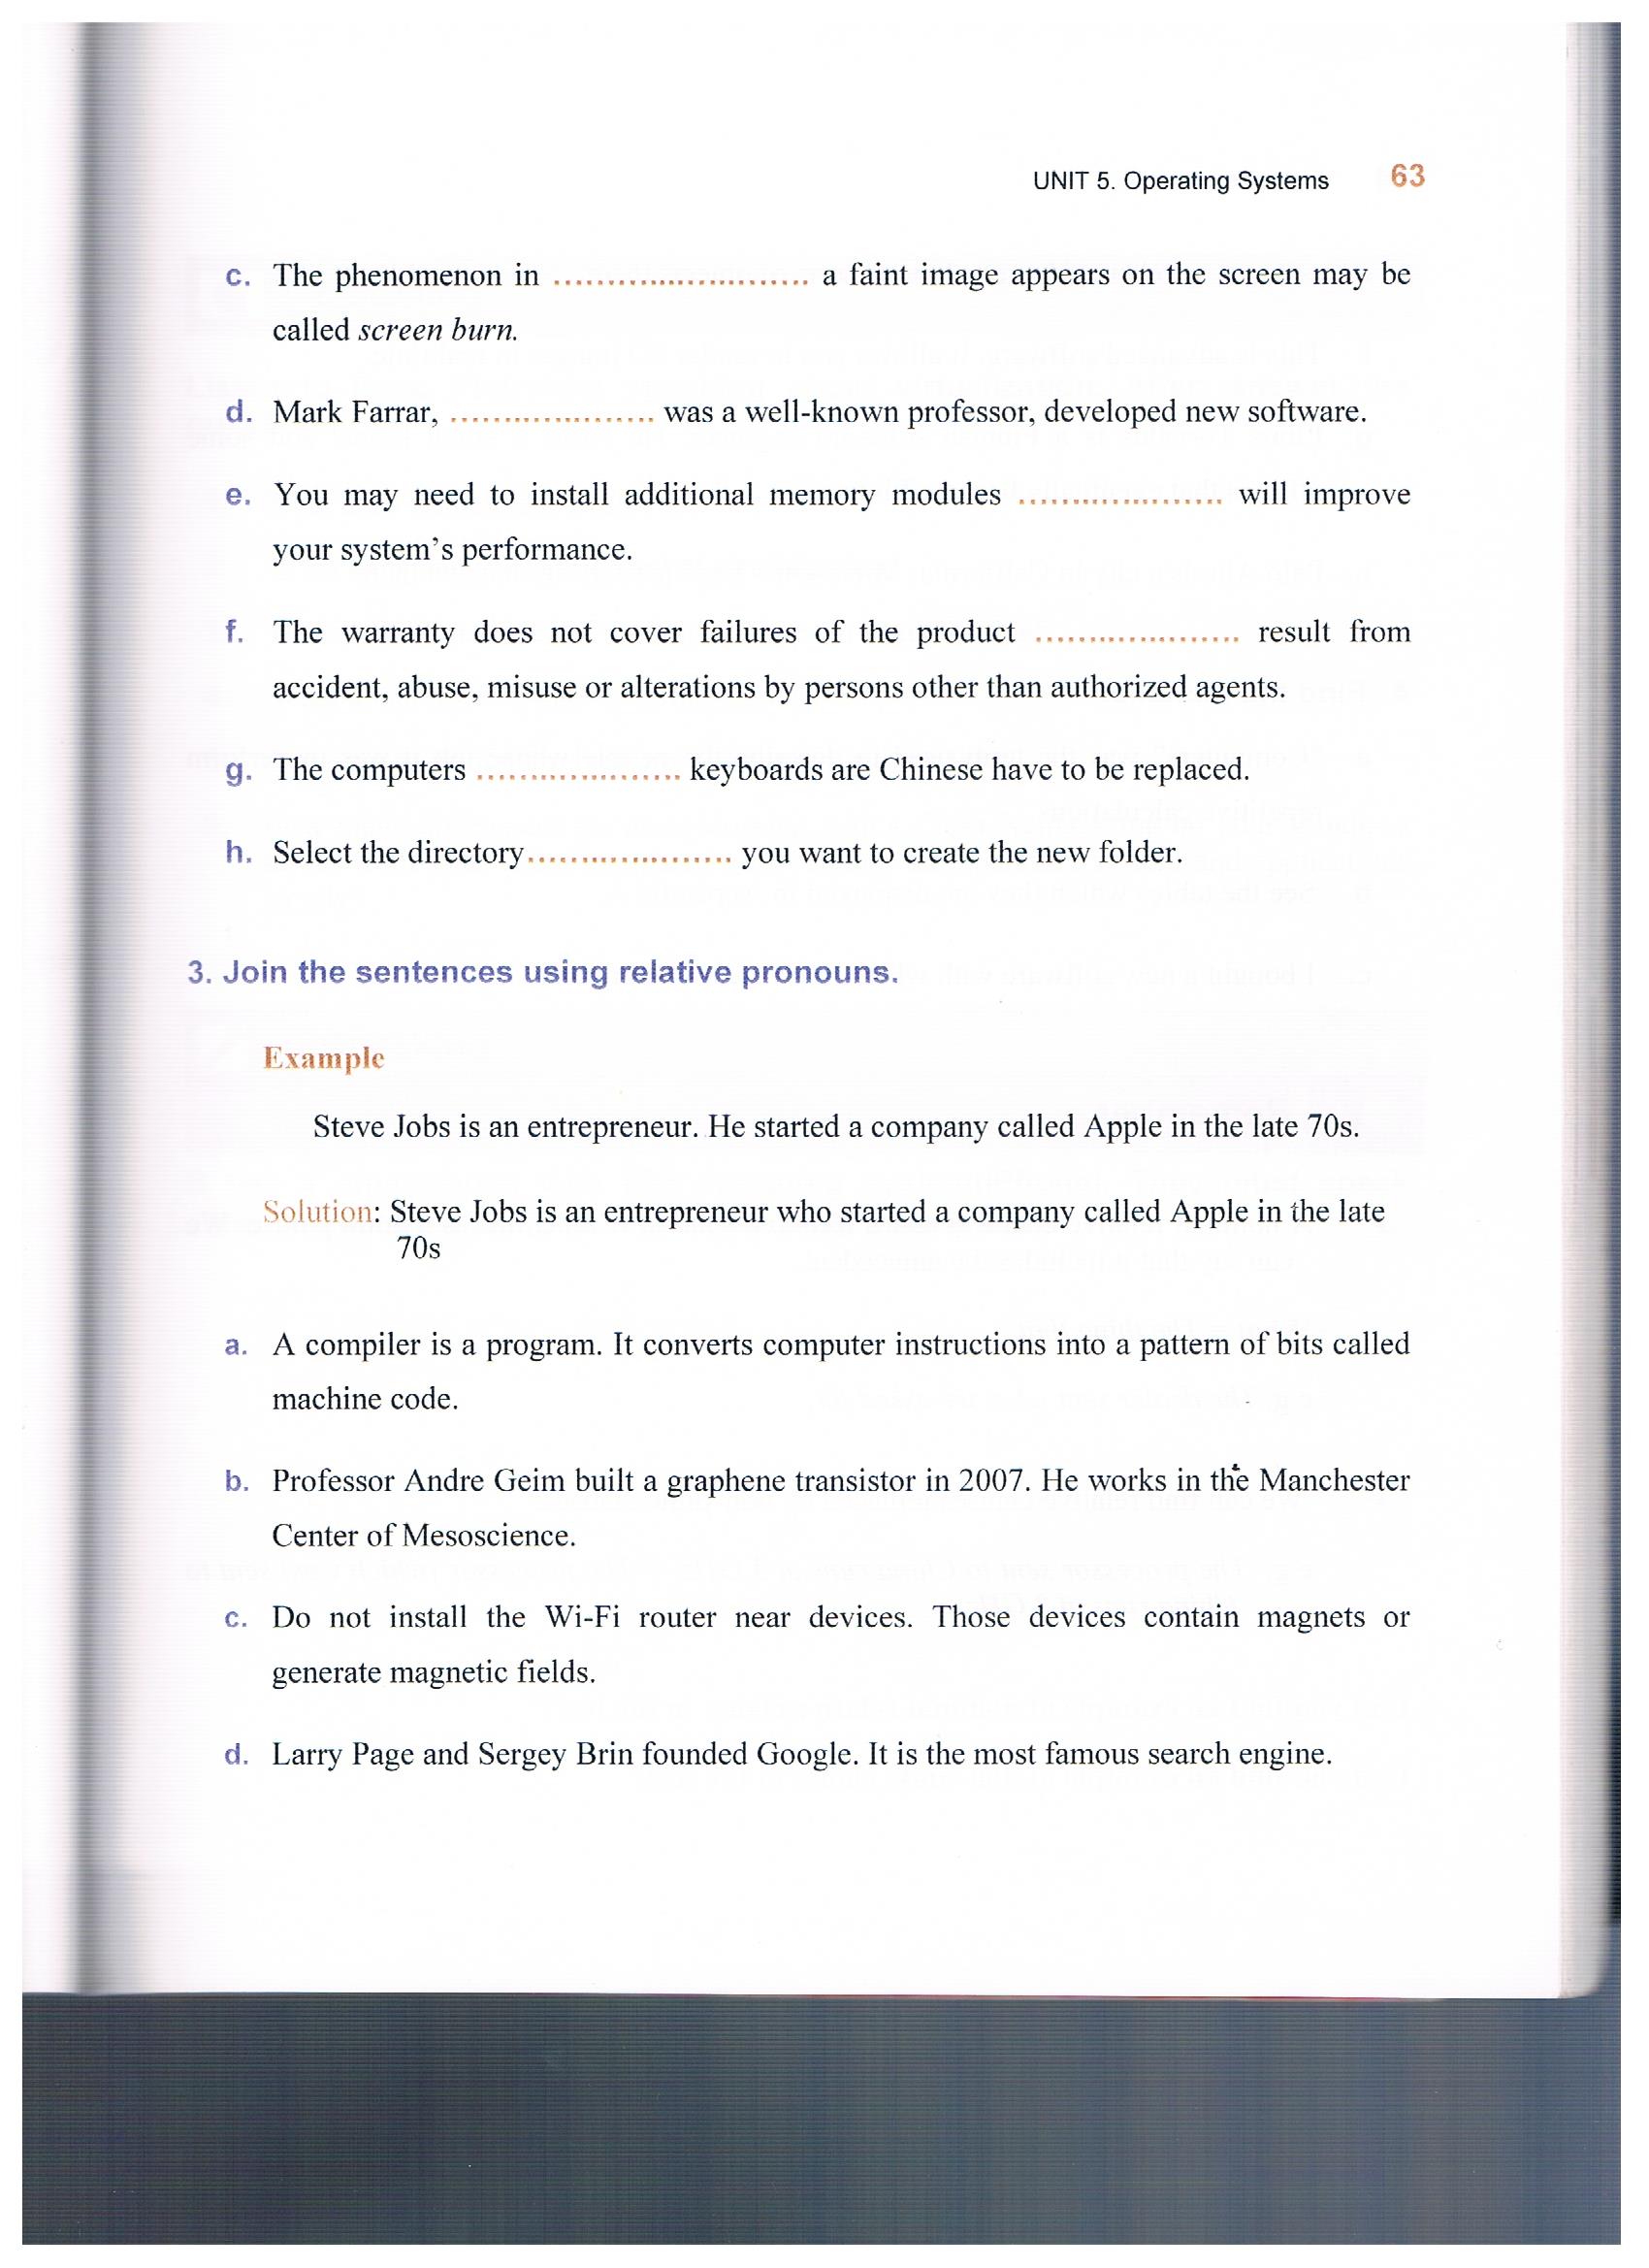 UNIT 5. Operating Systems 63
c. The phenomenon in ........................ a faint image appears on the screen may be
called screen burn.
d. Mark Farrar, ................... was a well-known professor, developed new software.
e. You may need to install additional memory modules ................... will improve
your system's performance.
f. The warranty does not cover failures of the product ................... result from
accident, abuse, misuse or alterations by persons other than authorized agents.
g. The computers ................... keyboards are Chinese have to be replaced.
h. Select the directory................... you want to create the new folder.
3. Join the sentences using relative pronouns.
Example
Steve Jobs is an entrepreneur. He started a company called Apple in the late 70s.
Solution: Steve Jobs is an entrepreneur who started a company called Apple in the late
70s
a. A compiler is a program. It converts computer instructions into a pattern of bits called
machine code.
b. Professor Andre Geim built a graphene transistor in 2007. He works in the Manchester
Center of Mesoscience.
c. Do not install the Wi-Fi router near devices. Those devices contain magnets or
generate magnetic fields.
d. Larry Page and Sergey Brin founded Google. It is the most famous search engine.